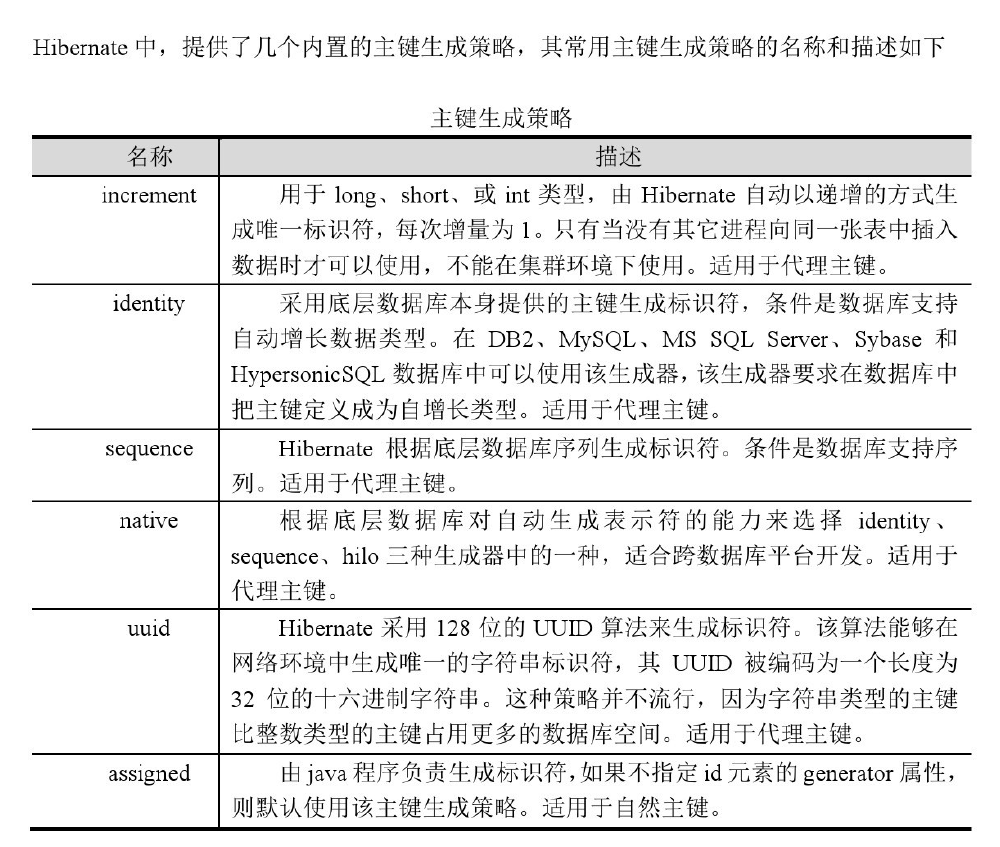 Hibernate 中，提供了几个内置的主键生成策略，其常用主键生成策略的名称和描述如下
主键生成策略
名称 描述
increment 用于 long、short、或 int 类型，由 Hibernate 自动以递增的方式生
成唯一标识符，每次增量为 1。只有当没有其它进程向同一张表中插入
数据时才可以使用，不能在集群环境下使用。适用于代理主键。
identity 采用底层数据库本身提供的主键生成标识符，条件是数据库支持
自动增长数据类型。在 DB2、MySQL、MS SQL Server、Sybase 和
HypersonicSQL 数据库中可以使用该生成器，该生成器要求在数据库中
把主键定义成为自增长类型。适用于代理主键。
sequence Hibernate 根据底层数据库序列生成标识符。条件是数据库支持序
列。适用于代理主键。
native 根据底层数据库对自动生成表示符的能力来选择 identity、
sequence、hilo 三种生成器中的一种，适合跨数据库平台开发。适用于
代理主键。
uuid Hibernate 采用 128 位的 UUID 算法来生成标识符。该算法能够在
网络环境中生成唯一的字符串标识符，其 UUID 被编码为一个长度为
32 位的十六进制字符串。这种策略并不流行，因为字符串类型的主键
比整数类型的主键占用更多的数据库空间。适用于代理主键。
assigned 由 java 程序负责生成标识符，如果不指定 id 元素的 generator 属性，
则默认使用该主键生成策略。适用于自然主键。